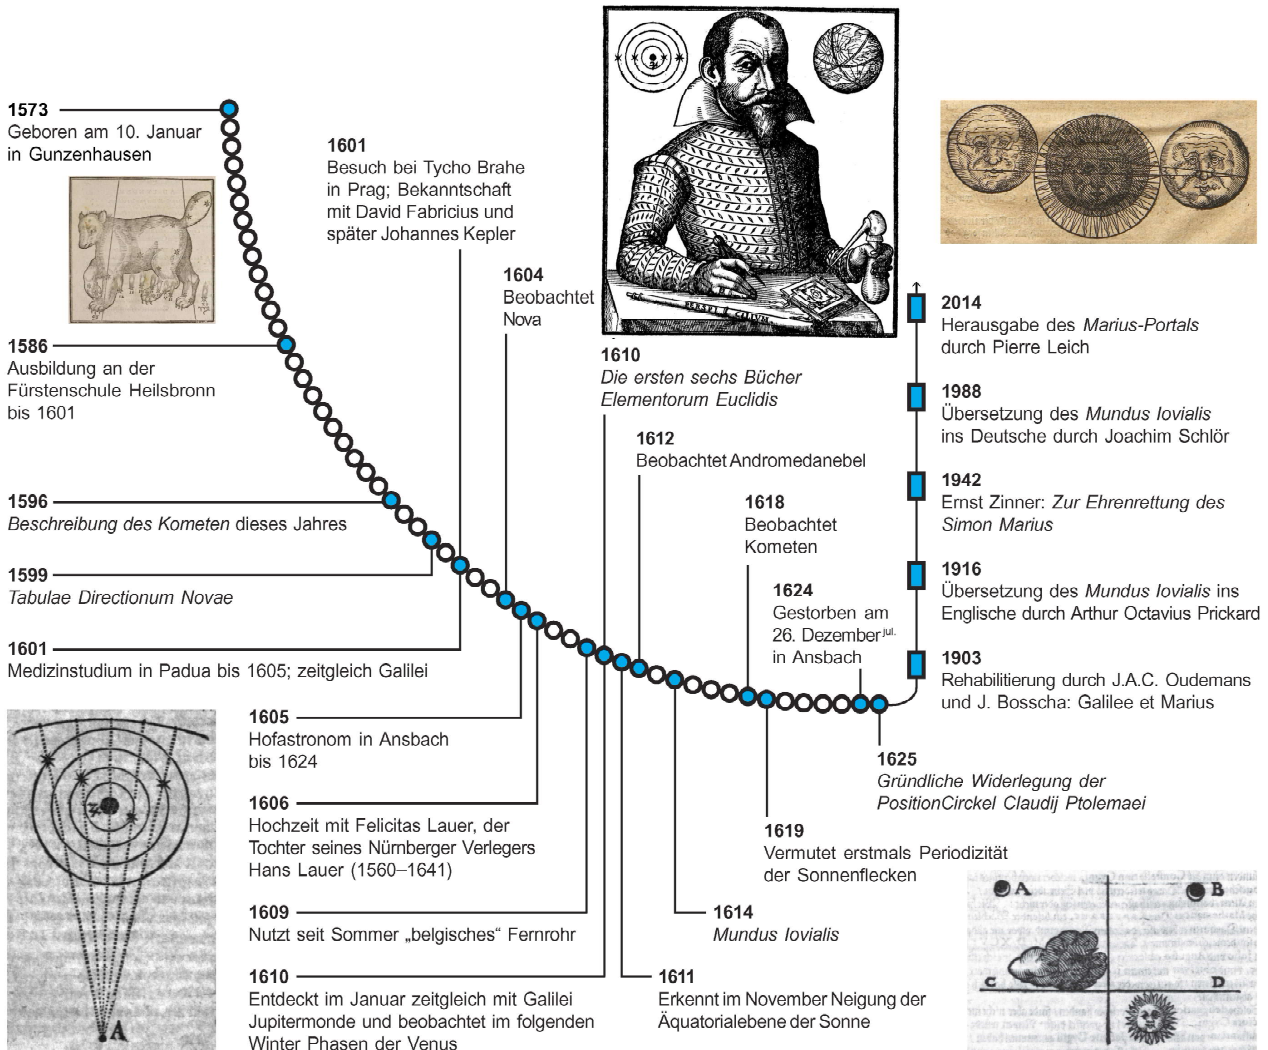 1573
Geboren am 10. Januar
in Gunzenhausen
1586
Ausbildung an der
Fürstenschule Heilsbronn
bis 1601
1596
Beschreibung des Kometen dieses Jahres
1599
Tabulae Directionum Novae
1601
Medizinstudium in Padua bis 1605; zeitgleich Galilei
1601
Besuch bei Tycho Brahe
in Prag; Bekanntschaft
mit David Fabricius und
später Johannes Kepler
1604
Beobachtet
Nova
1605
Hofastronom in Ansbach
bis 1624
1606
Hochzeit mit Felicitas Lauer, der
Tochter seines Nürnberger Verlegers
Hans Lauer (1560–1641)
1609
Nutzt seit Sommer „belgisches“ Fernrohr
1610
Entdeckt im Januar zeitgleich mit Galilei
Jupitermonde und beobachtet im folgenden
Winter Phasen der Venus
1610
Die ersten sechs Bücher
Elementorum Euclidis
1611
Erkennt im November Neigung der
Äquatorialebene der Sonne
1612
Beobachtet Andromedanebel
1614
Mundus Iovialis
1618
Beobachtet
Kometen
1619
Vermutet erstmals Periodizität
der Sonnenflecken
1624
Gestorben am
26. Dezember jul.
in Ansbach
1625
Gründliche Widerlegung der
PositionCirckel Claudij Ptolemaei
1903
Rehabilitierung durch J.A.C. Oudemans
und J. Bosscha: Galilee et Marius
1916
Übersetzung des Mundus Iovialis ins
Englische durch Arthur Octavius Prickard
1942
Ernst Zinner: Zur Ehrenrettung des
Simon Marius
1988
Übersetzung des Mundus Iovialis
ins Deutsche durch Joachim Schlör
2014
Herausgabe des Marius-Portals
durch Pierre Leich
A
A
B
C
D